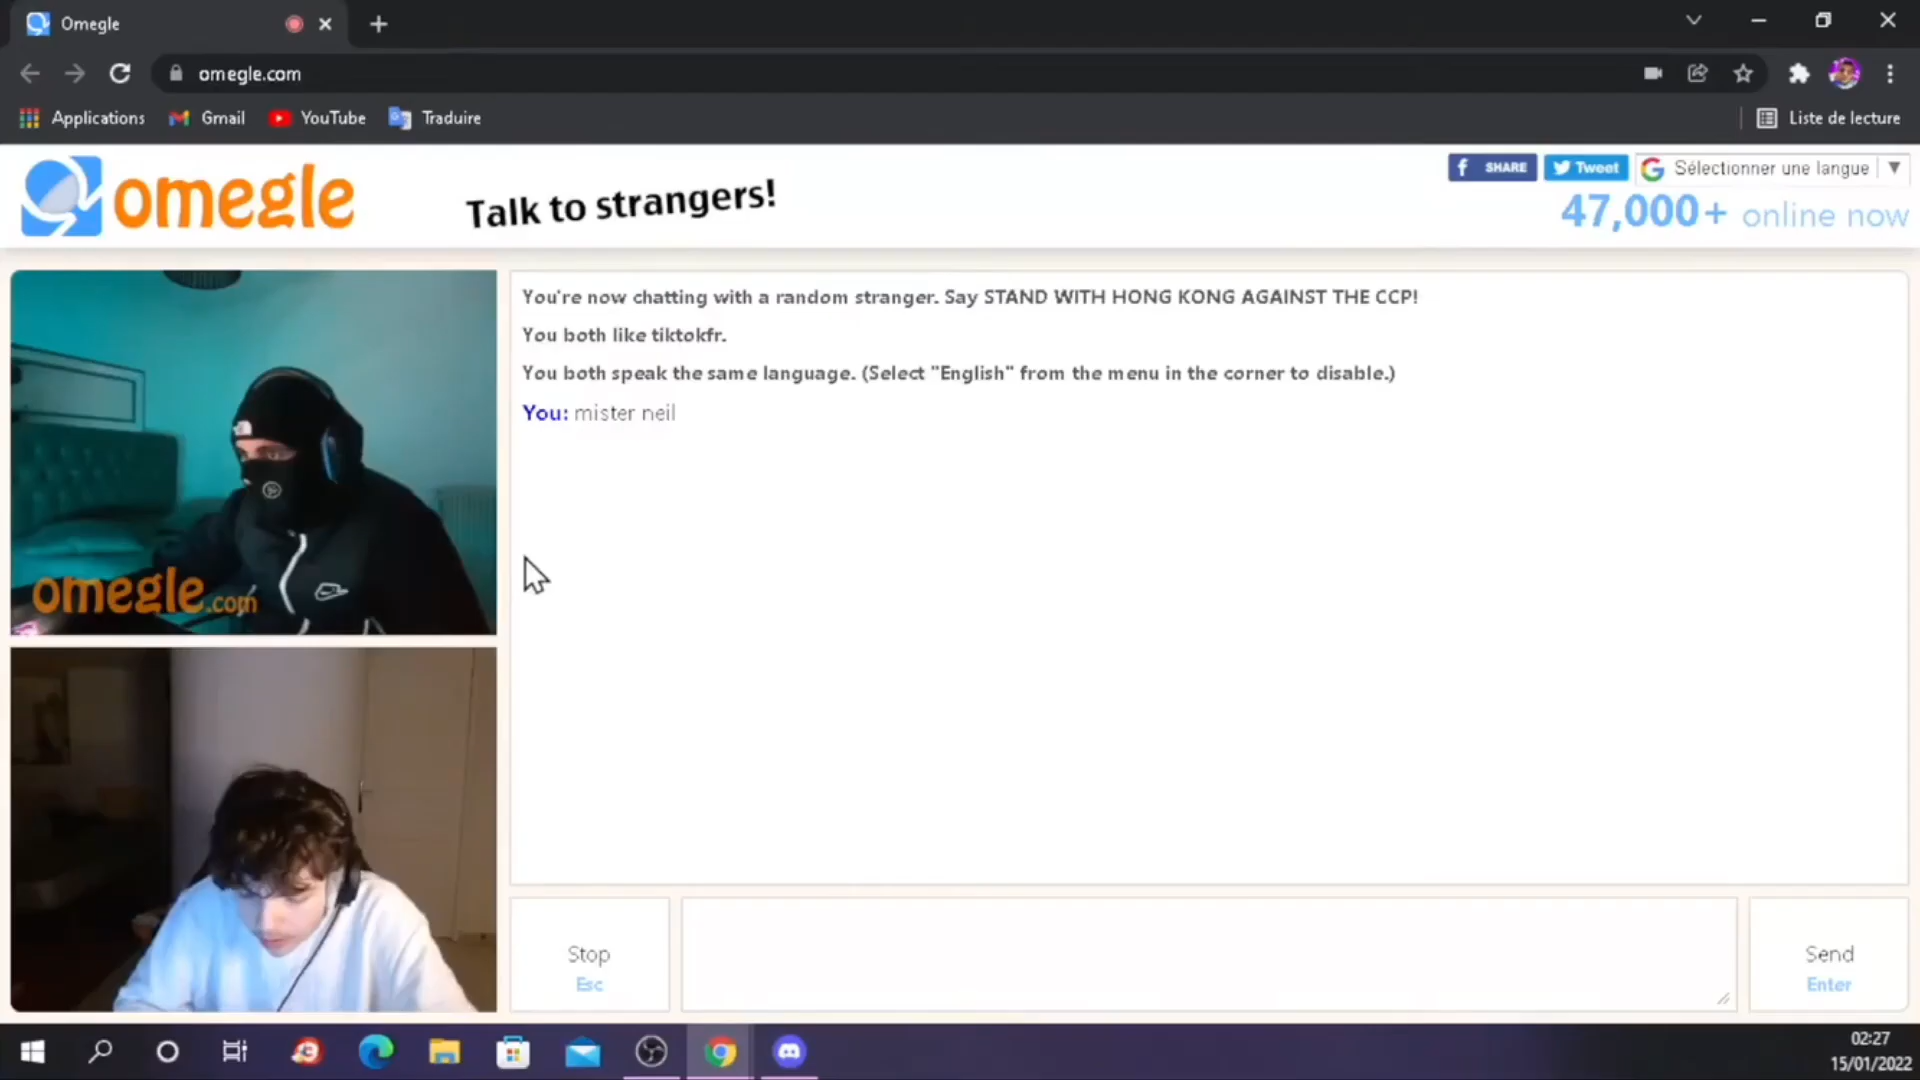 Omegle
omegle.com
Applications
Gmail
YouTube
Traduire
Liste de lecture
omegle
Talk to strangers!
f SHARE
Tweet
G Sélectionner une langue ▼
47,000+ online now
You're now chatting with a random stranger. Say STAND WITH HONG KONG AGAINST THE CCP!
You both like tiktokfr.
You both speak the same language. (Select "English" from the menu in the corner to disable.)
You: mister neil
omegle.com
Stop
Esc
Send
Enter
02:27
15/01/2022